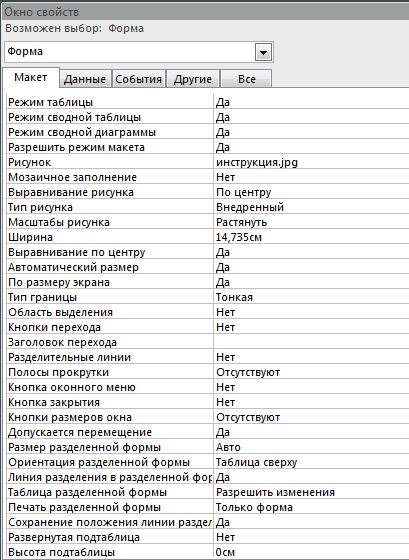 Окно свойств
Возможен выбор: Форма
Форма
Макет Данные События Другие Все
Режим таблицы Да
Режим сводной таблицы Да
Режим сводной диаграммы Да
Разрешить режим макета Да
Рисунок инструкция.jpg
Мозаичное заполнение Нет
Выравнивание рисунка По центру
Тип рисунка Внедренный
Масштабы рисунка Растянуть
Ширина 14,735см
Выравнивание по центру Да
Автоматический размер Да
По размеру экрана Да
Тип границы Тонкая
Область выделения Нет
Кнопки перехода Нет
Заголовок перехода
Разделительные линии Нет
Полосы прокрутки Отсутствуют
Кнопка оконного меню Нет
Кнопка закрытия Нет
Кнопки размеров окна Отсутствуют
Допускается перемещение Да
Размер разделенной формы Авто
Ориентация разделенной формы Таблица сверху
Линия разделения в разделенной фор Да
Таблица разделенной формы Разрешить изменения
Печать разделенной формы Только форма
Сохранение положения линии раздел Да
Развернутая подтаблица Нет
Высота подтаблицы 0см